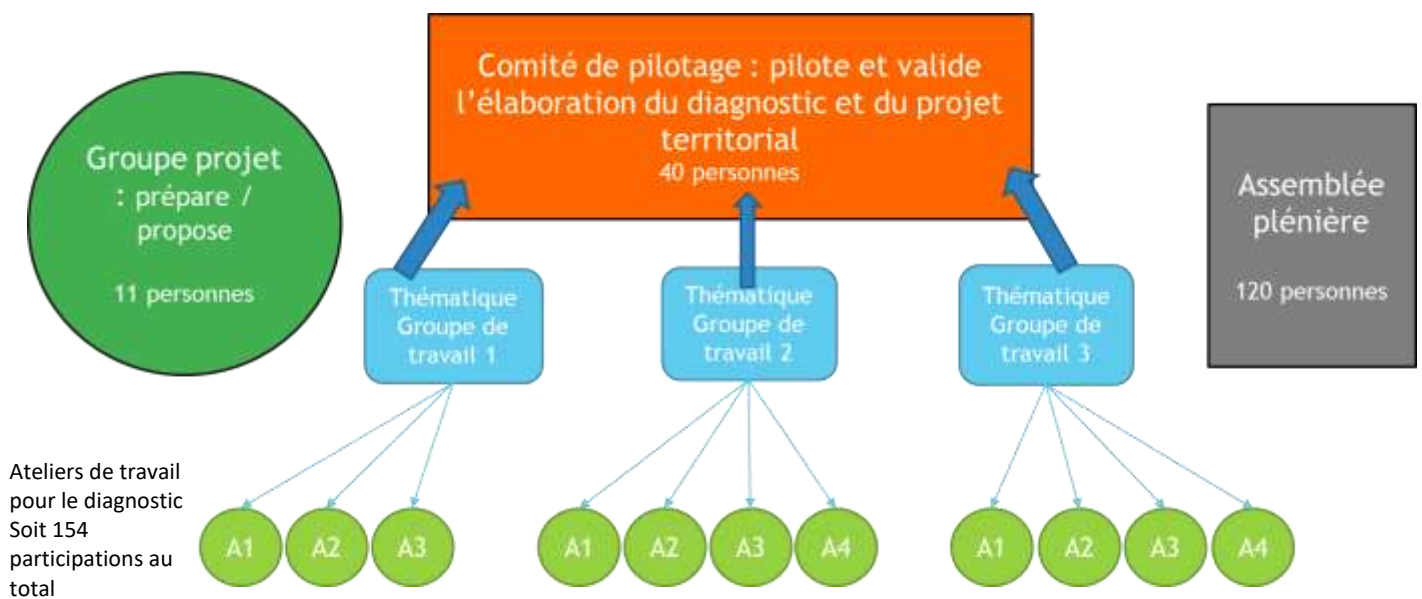 Comité de pilotage : pilote et valide
l'élaboration du diagnostic et du projet
territorial
40 personnes
Groupe projet
: prépare /
propose
11 personnes
Assemblée
plénière
120 personnes
Thématique
Groupe de
travail 1
Thématique
Groupe de
travail 2
Thématique
Groupe de
travail 3
Ateliers de travail
pour le diagnostic
Soit 154
participations au
total
A1 A2 A3
A1 A2 A3 A4
A1 A2 A3 A4